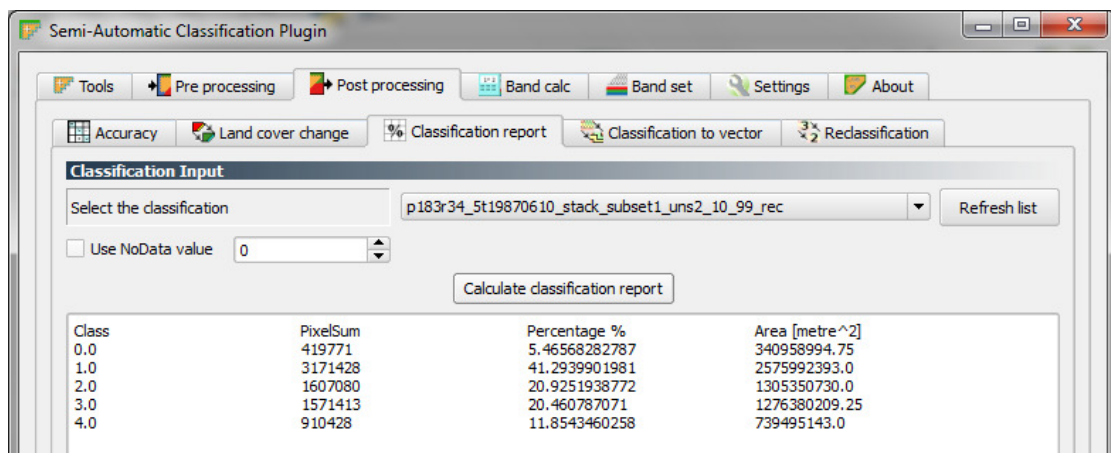 Semi-Automatic Classification Plugin
Tools Pre processing Post processing Band calc Band set Settings About
Accuracy Land cover change Classification report Classification to vector Reclassification
Classification Input
Select the classification p183r34_5t19870610_stack_subset1_uns2_10_99_rec Refresh list
Use NoData value 0
Calculate classification report
Class PixelSum Percentage % Area [metre^2]
0.0 419771 5.46568282787 340958994.75
1.0 3171428 41.2939901981 2575992393.0
2.0 1607080 20.9251938772 1305350730.0
3.0 1571413 20.460787071 1276380209.25
4.0 910428 11.8543460258 739495143.0